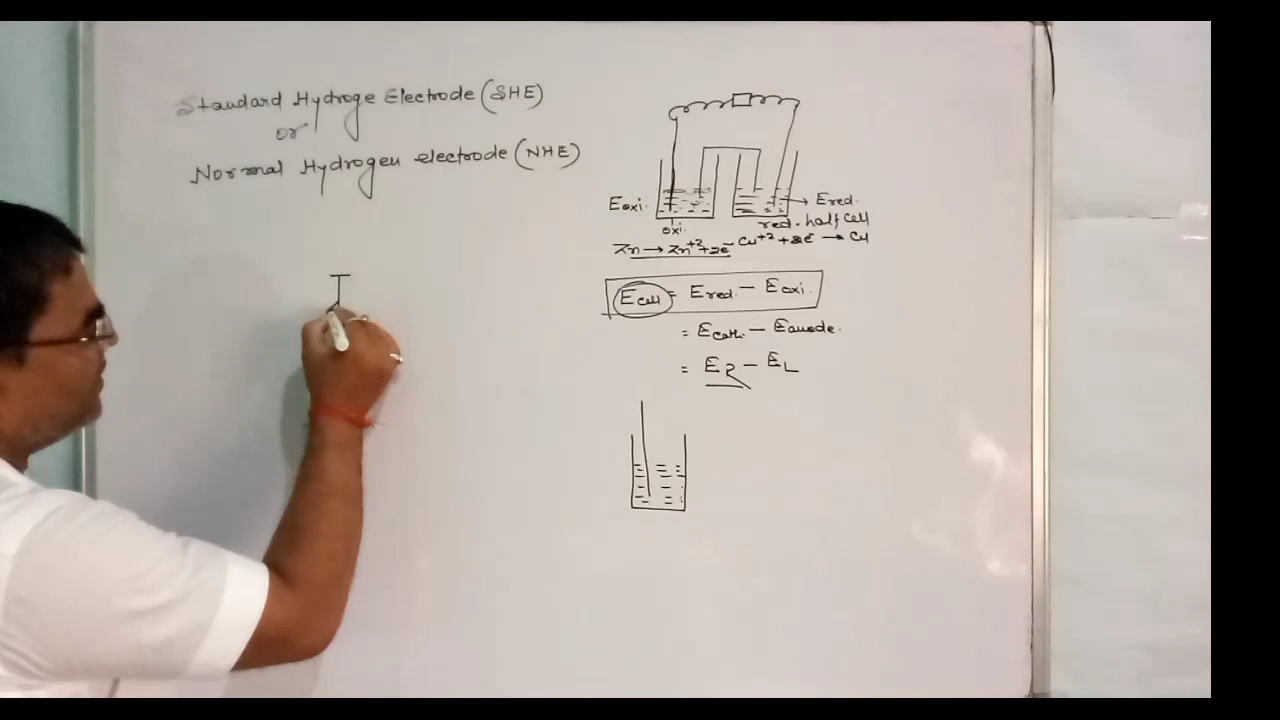 Standard Hydroge Electrode (SHE)
or
Normal Hydrogen electrode (NHE)
Eoxi.
Ered.
oxi.
red. half cell
Zn → Zn+2 + 2e-
Cu+2 + 2e- → Cu
Ecell = Ered. - Eoxi.
= Ecath. - Eanode.
= ER - EL